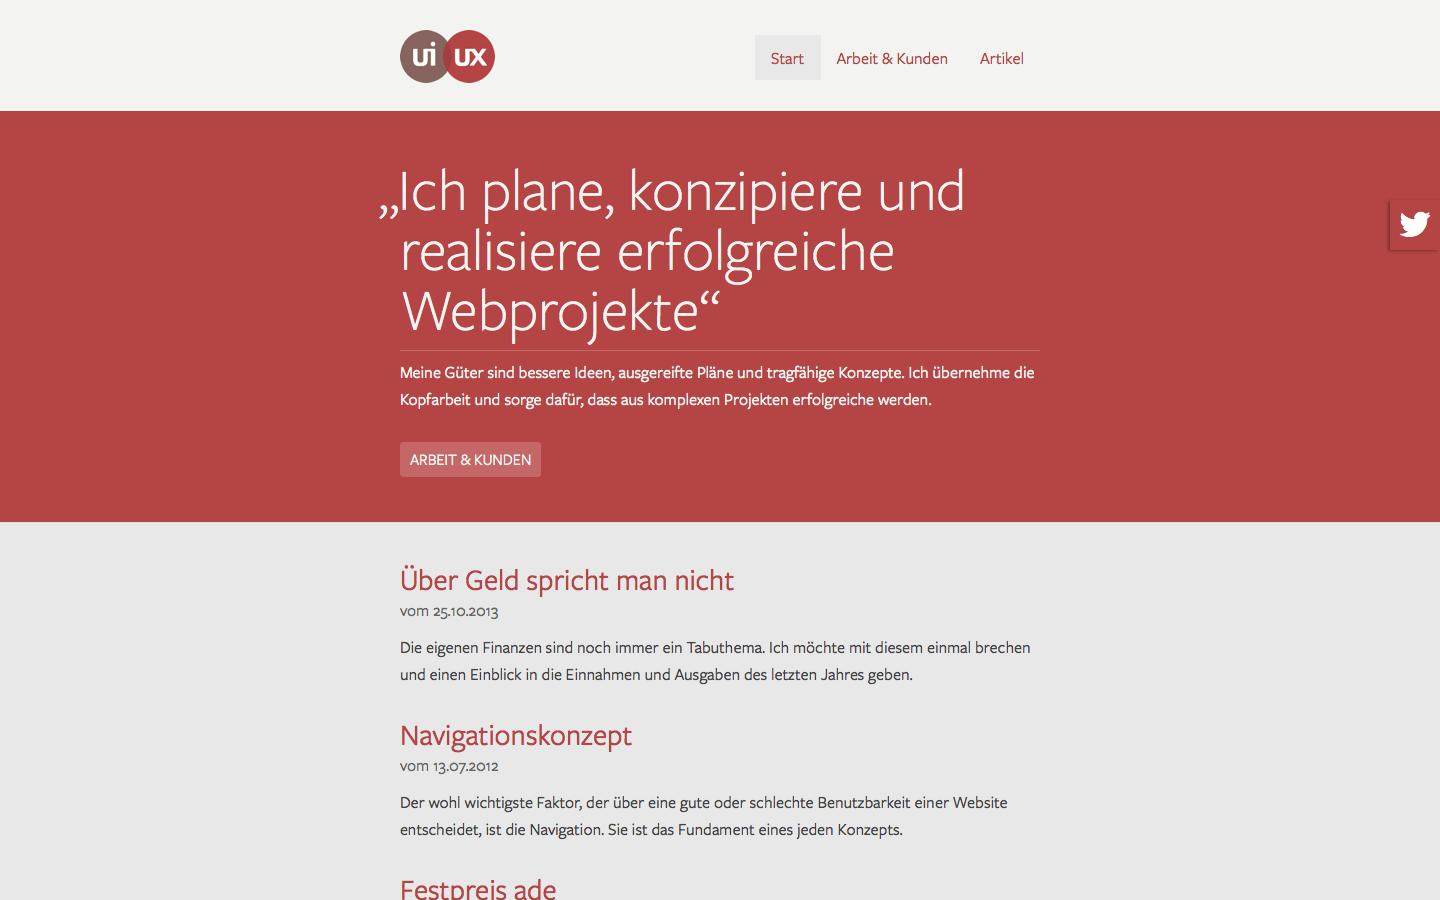 ui ux
Start Arbeit & Kunden Artikel
„Ich plane, konzipiere und
realisiere erfolgreiche
Webprojekte“
Meine Güter sind bessere Ideen, ausgereifte Pläne und tragfähige Konzepte. Ich übernehme die
Kopfarbeit und sorge dafür, dass aus komplexen Projekten erfolgreiche werden.
ARBEIT & KUNDEN
Über Geld spricht man nicht
vom 25.10.2013
Die eigenen Finanzen sind noch immer ein Tabuthema. Ich möchte mit diesem einmal brechen
und einen Einblick in die Einnahmen und Ausgaben des letzten Jahres geben.
Navigationskonzept
vom 13.07.2012
Der wohl wichtigste Faktor, der über eine gute oder schlechte Benutzbarkeit einer Website
entscheidet, ist die Navigation. Sie ist das Fundament eines jeden Konzepts.
Festpreis ade